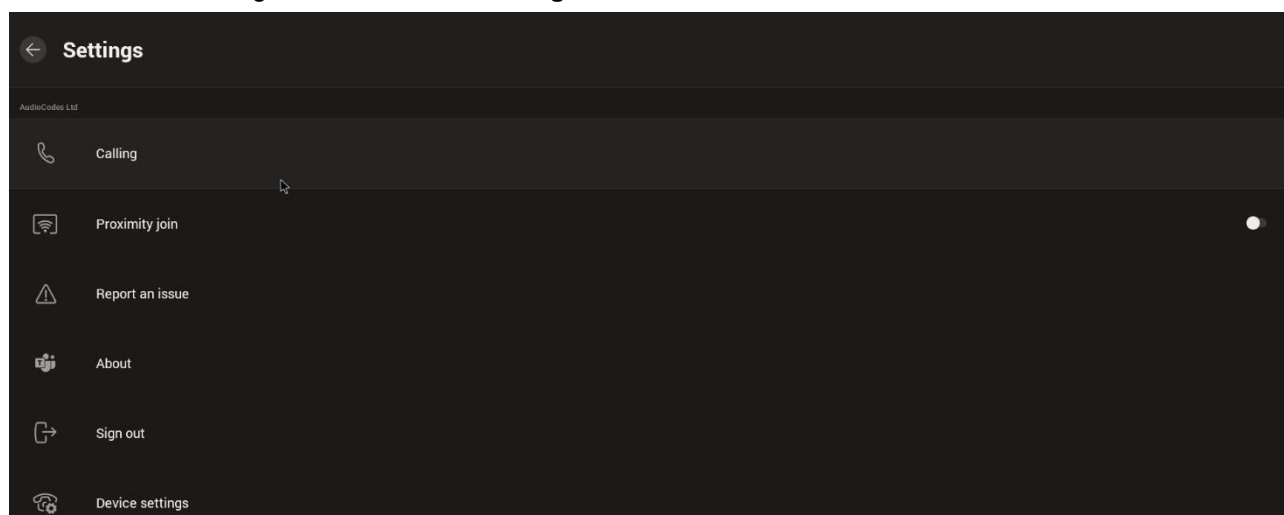 Settings
AudioCodes Ltd
Calling
Proximity join
Report an issue
About
Sign out
Device settings